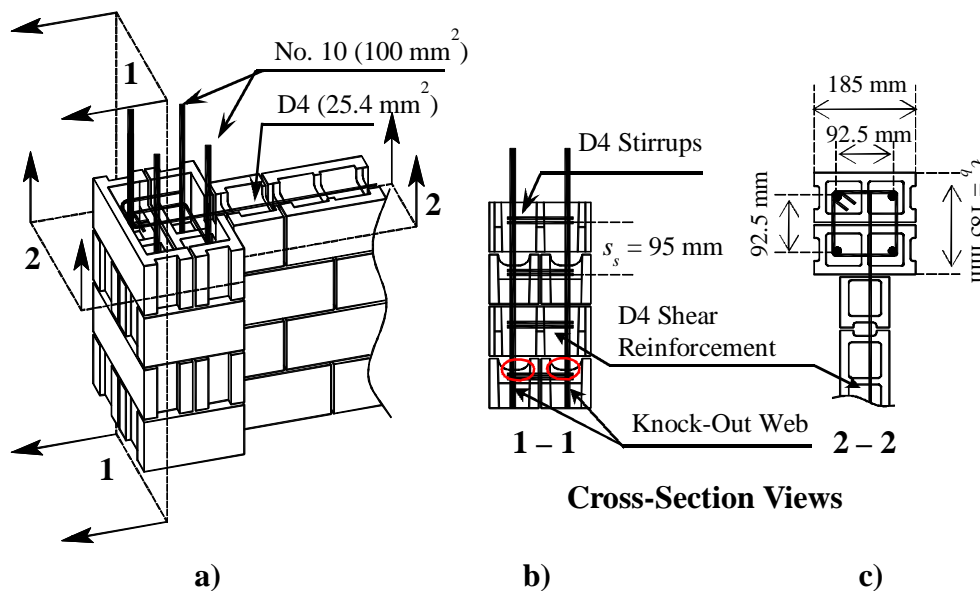 No. 10 (100 mm²)
D4 (25.4 mm²)
1
2
2
1
a)
D4 Stirrups
s_s = 95 mm
D4 Shear
Reinforcement
Knock-Out Web
1 – 1
b)
185 mm
92.5 mm
92.5 mm
2 – 2
c)
Cross-Section Views